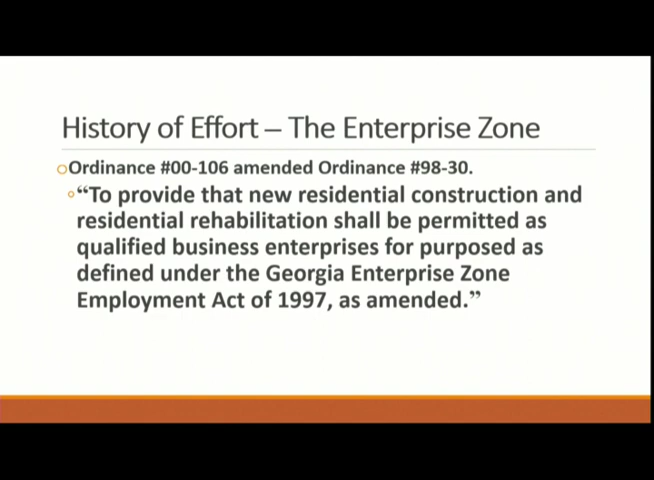 History of Effort – The Enterprise Zone
Ordinance #00-106 amended Ordinance #98-30.
“To provide that new residential construction and
residential rehabilitation shall be permitted as
qualified business enterprises for purposed as
defined under the Georgia Enterprise Zone
Employment Act of 1997, as amended.”